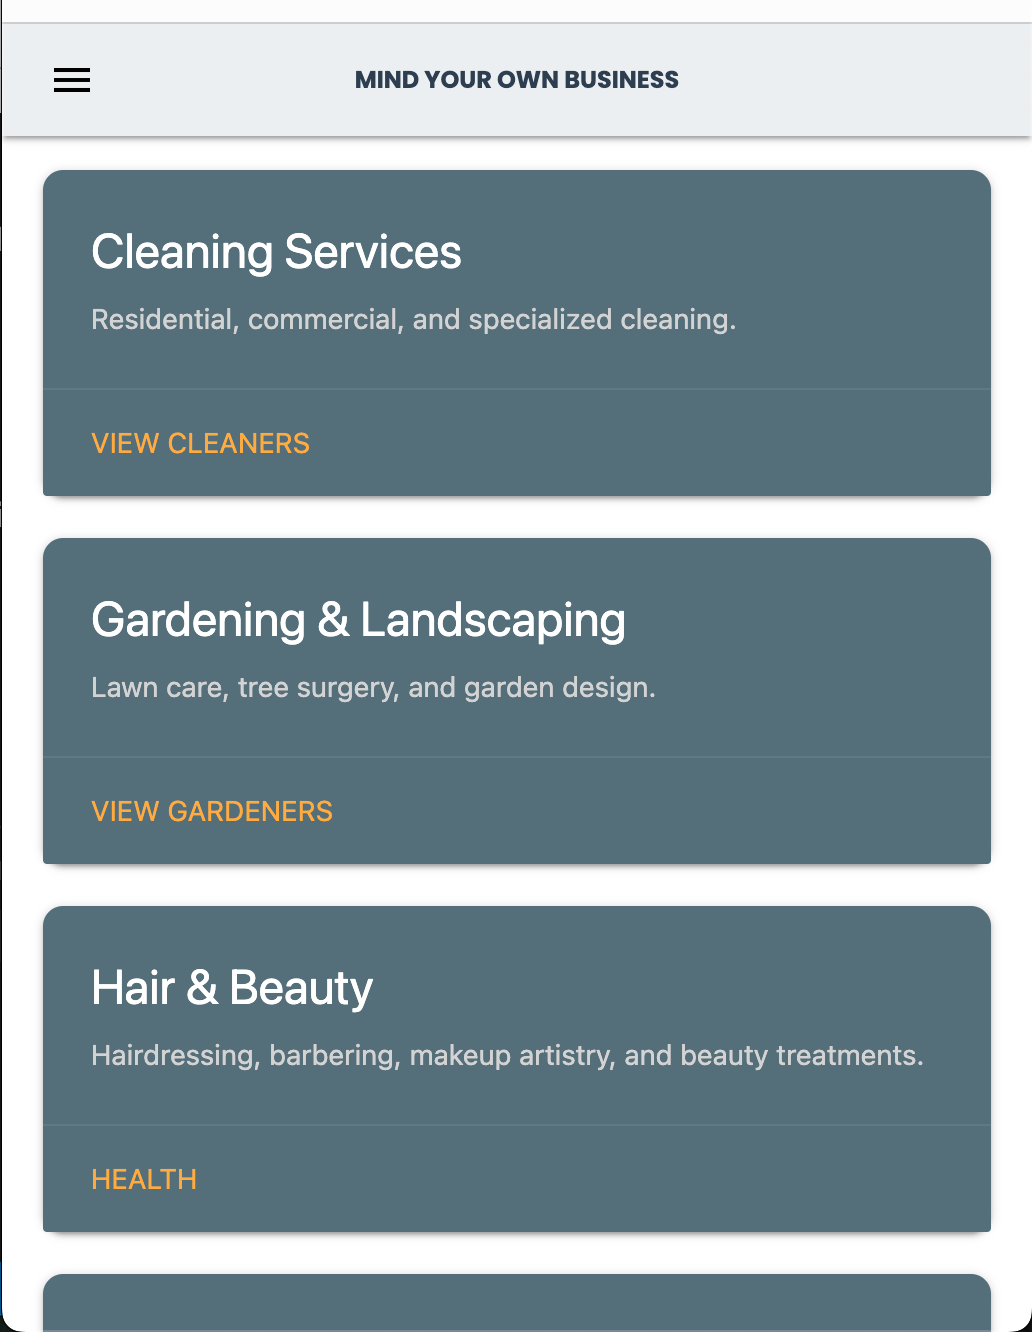 MIND YOUR OWN BUSINESS
Cleaning Services
Residential, commercial, and specialized cleaning.
VIEW CLEANERS
Gardening & Landscaping
Lawn care, tree surgery, and garden design.
VIEW GARDENERS
Hair & Beauty
Hairdressing, barbering, makeup artistry, and beauty treatments.
HEALTH